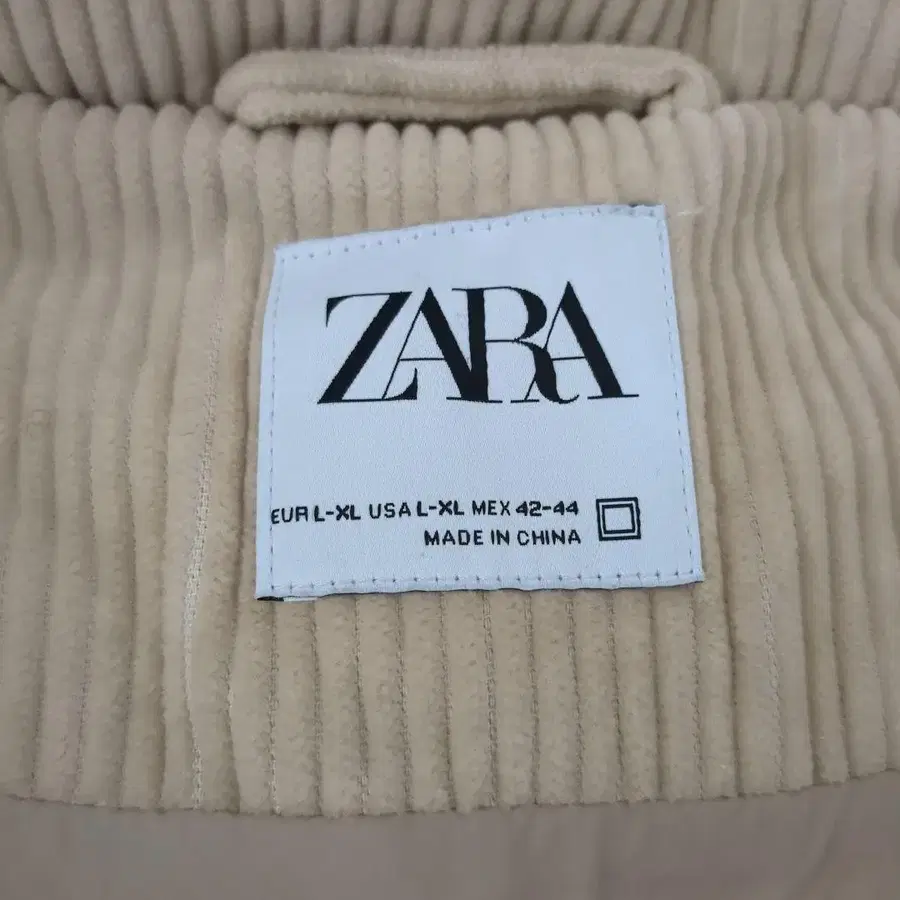 ZARA
EUR L-XL USA L-XL MEX 42-44
MADE IN CHINA